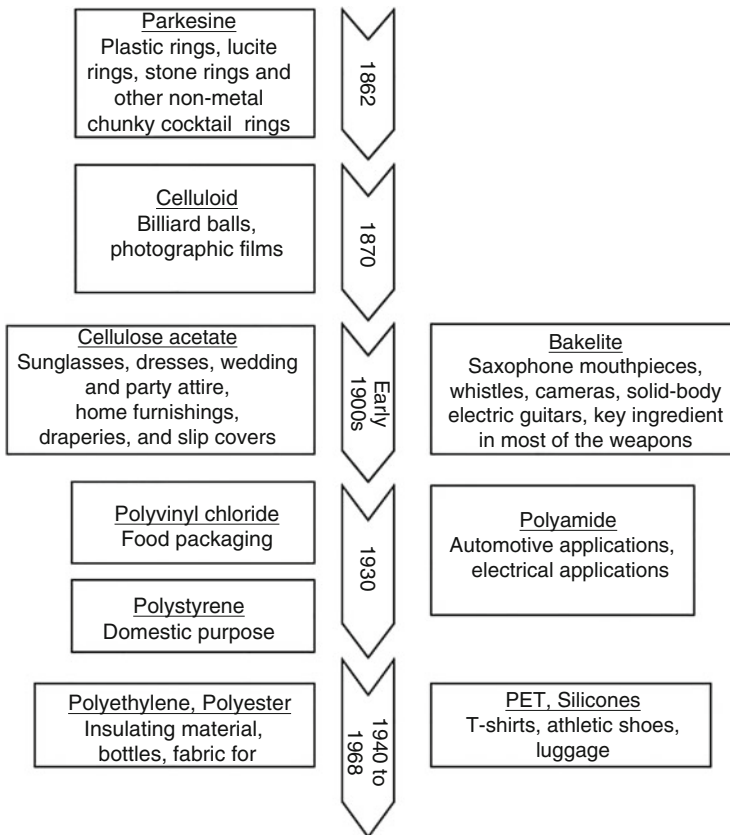 Parkesine
Plastic rings, lucite
rings, stone rings and
other non-metal
chunky cocktail rings
1862
Celluloid
Billiard balls,
photographic films
1870
Cellulose acetate
Sunglasses, dresses, wedding
and party attire,
home furnishings,
draperies, and slip covers
Early
1900s
Bakelite
Saxophone mouthpieces,
whistles, cameras, solid-body
electric guitars, key ingredient
in most of the weapons
Polyvinyl chloride
Food packaging
1930
Polyamide
Automotive applications,
electrical applications
Polystyrene
Domestic purpose
Polyethylene, Polyester
Insulating material,
bottles, fabric for
1940 to
1968
PET, Silicones
T-shirts, athletic shoes,
luggage